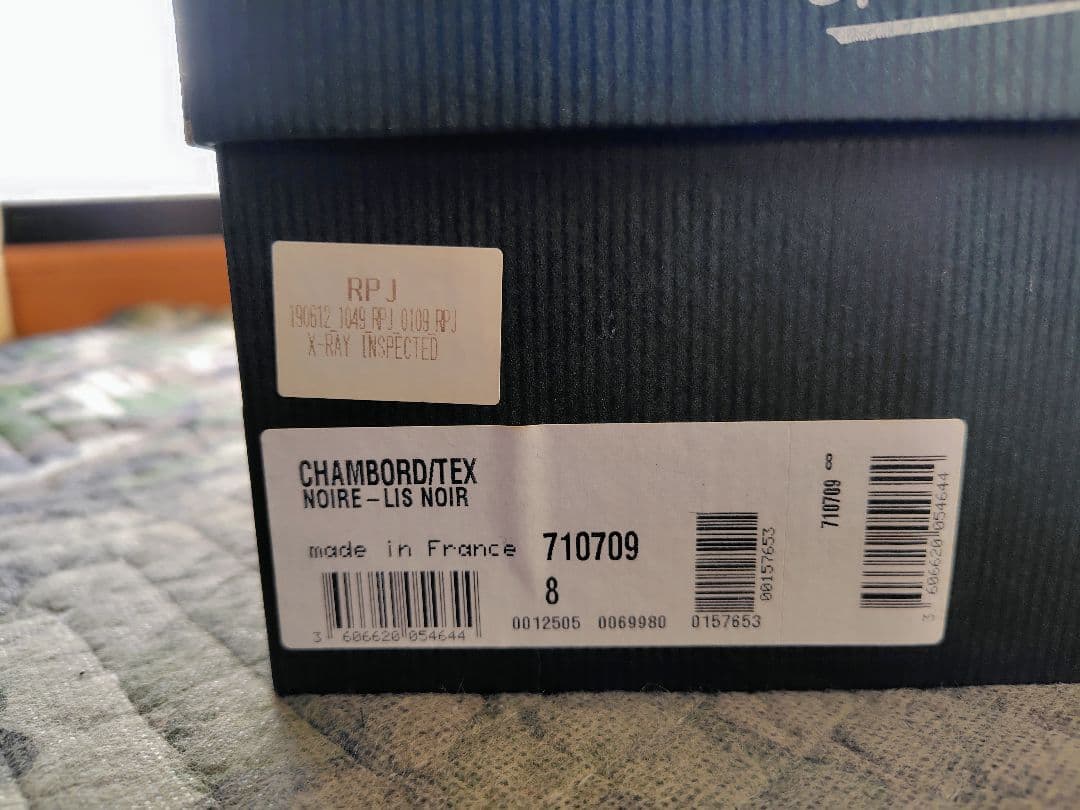 RPJ
190612_1049_RPJ_0109_RPJ
X-RAY INSPECTED
CHAMBORD/TEX
NOIRE–LIS NOIR
made in France 710709
8
3 606620 054644
0012505 0069980 0157653
00157653
710709 8
3 606620 054644